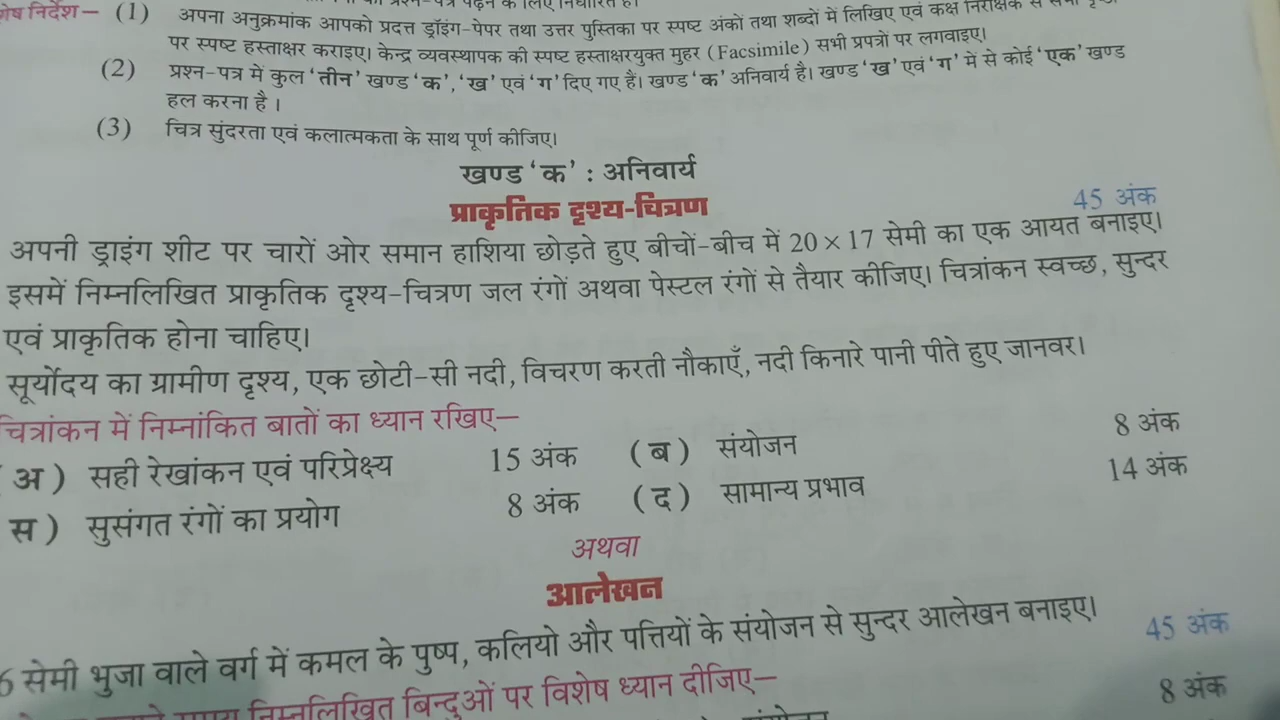 प्रश्न-पत्र पढ़ने के लिए निर्धारित है।
शेष निर्देश– (1) अपना अनुक्रमांक आपको प्रदत्त ड्रॉइंग-पेपर तथा उत्तर पुस्तिका पर स्पष्ट अंकों तथा शब्दों में लिखिए एवं कक्ष निरीक्षक से
पर स्पष्ट हस्ताक्षर कराइए। केन्द्र व्यवस्थापक की स्पष्ट हस्ताक्षरयुक्त मुहर (Facsimile) सभी प्रपत्रों पर लगवाइए।
(2) प्रश्न-पत्र में कुल ‘तीन’ खण्ड ‘क’, ‘ख’ एवं ‘ग’ दिए गए है। खण्ड ‘क’ अनिवार्य है। खण्ड ‘ख’ एवं ‘ग’ में से कोई ‘एक’ खण्ड
हल करना है ।
(3) चित्र सुंदरता एवं कलात्मकता के साथ पूर्ण कीजिए।
खण्ड ‘क’ : अनिवार्य
प्राकृतिक दृश्य-चित्रण 45 अंक
अपनी ड्राइंग शीट पर चारों ओर समान हाशिया छोड़ते हुए बीचों-बीच में 20 × 17 सेमी का एक आयत बनाइए।
इसमें निम्नलिखित प्राकृतिक दृश्य-चित्रण जल रंगों अथवा पेस्टल रंगों से तैयार कीजिए। चित्रांकन स्वच्छ, सुन्दर
एवं प्राकृतिक होना चाहिए।
सूर्योदय का ग्रामीण दृश्य, एक छोटी-सी नदी, विचरण करती नौकाएँ, नदी किनारे पानी पीते हुए जानवर।
चित्रांकन में निम्नांकित बातों का ध्यान रखिए–
अ ) सही रेखांकन एवं परिप्रेक्ष्य 15 अंक ( ब ) संयोजन 8 अंक
स ) सुसंगत रंगों का प्रयोग 8 अंक ( द ) सामान्य प्रभाव 14 अंक
अथवा
आलेखन
6 सेमी भुजा वाले वर्ग में कमल के पुष्प, कलियो और पत्तियों के संयोजन से सुन्दर आलेखन बनाइए। 45 अंक
निम्नलिखित बिन्दुओं पर विशेष ध्यान दीजिए–
संयोजन 8 अंक